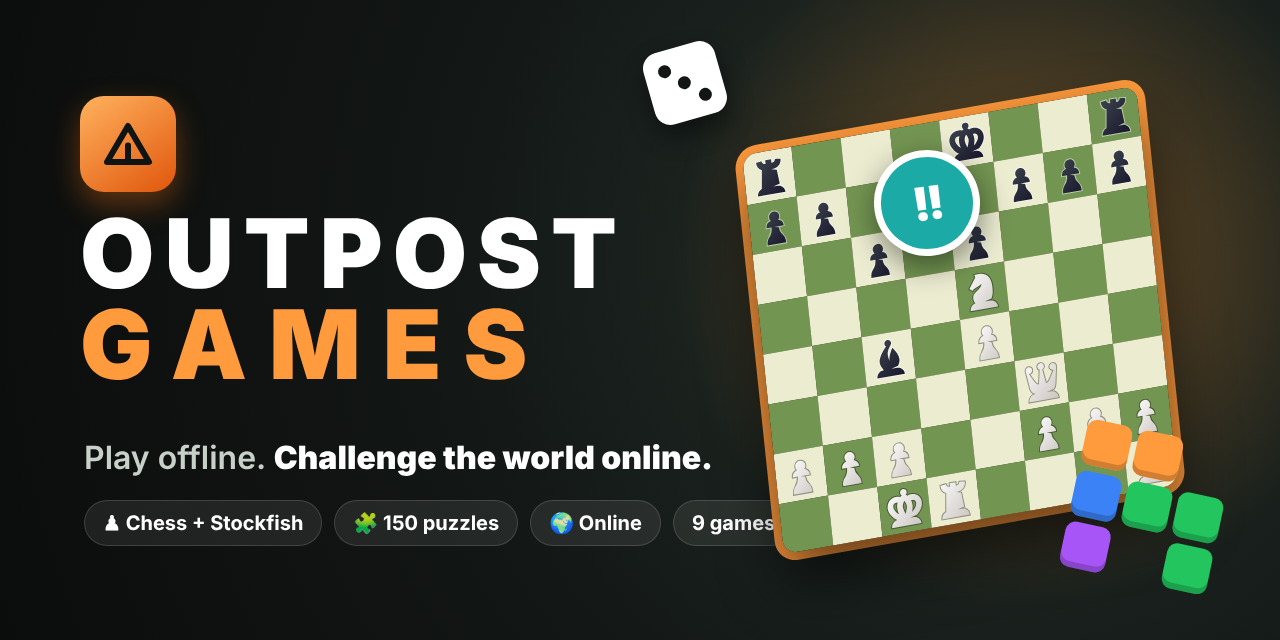 OUTPOST
GAMES
Play offline. Challenge the world online.
♟ Chess + Stockfish
🧩 150 puzzles
🌍 Online
9 games
!!